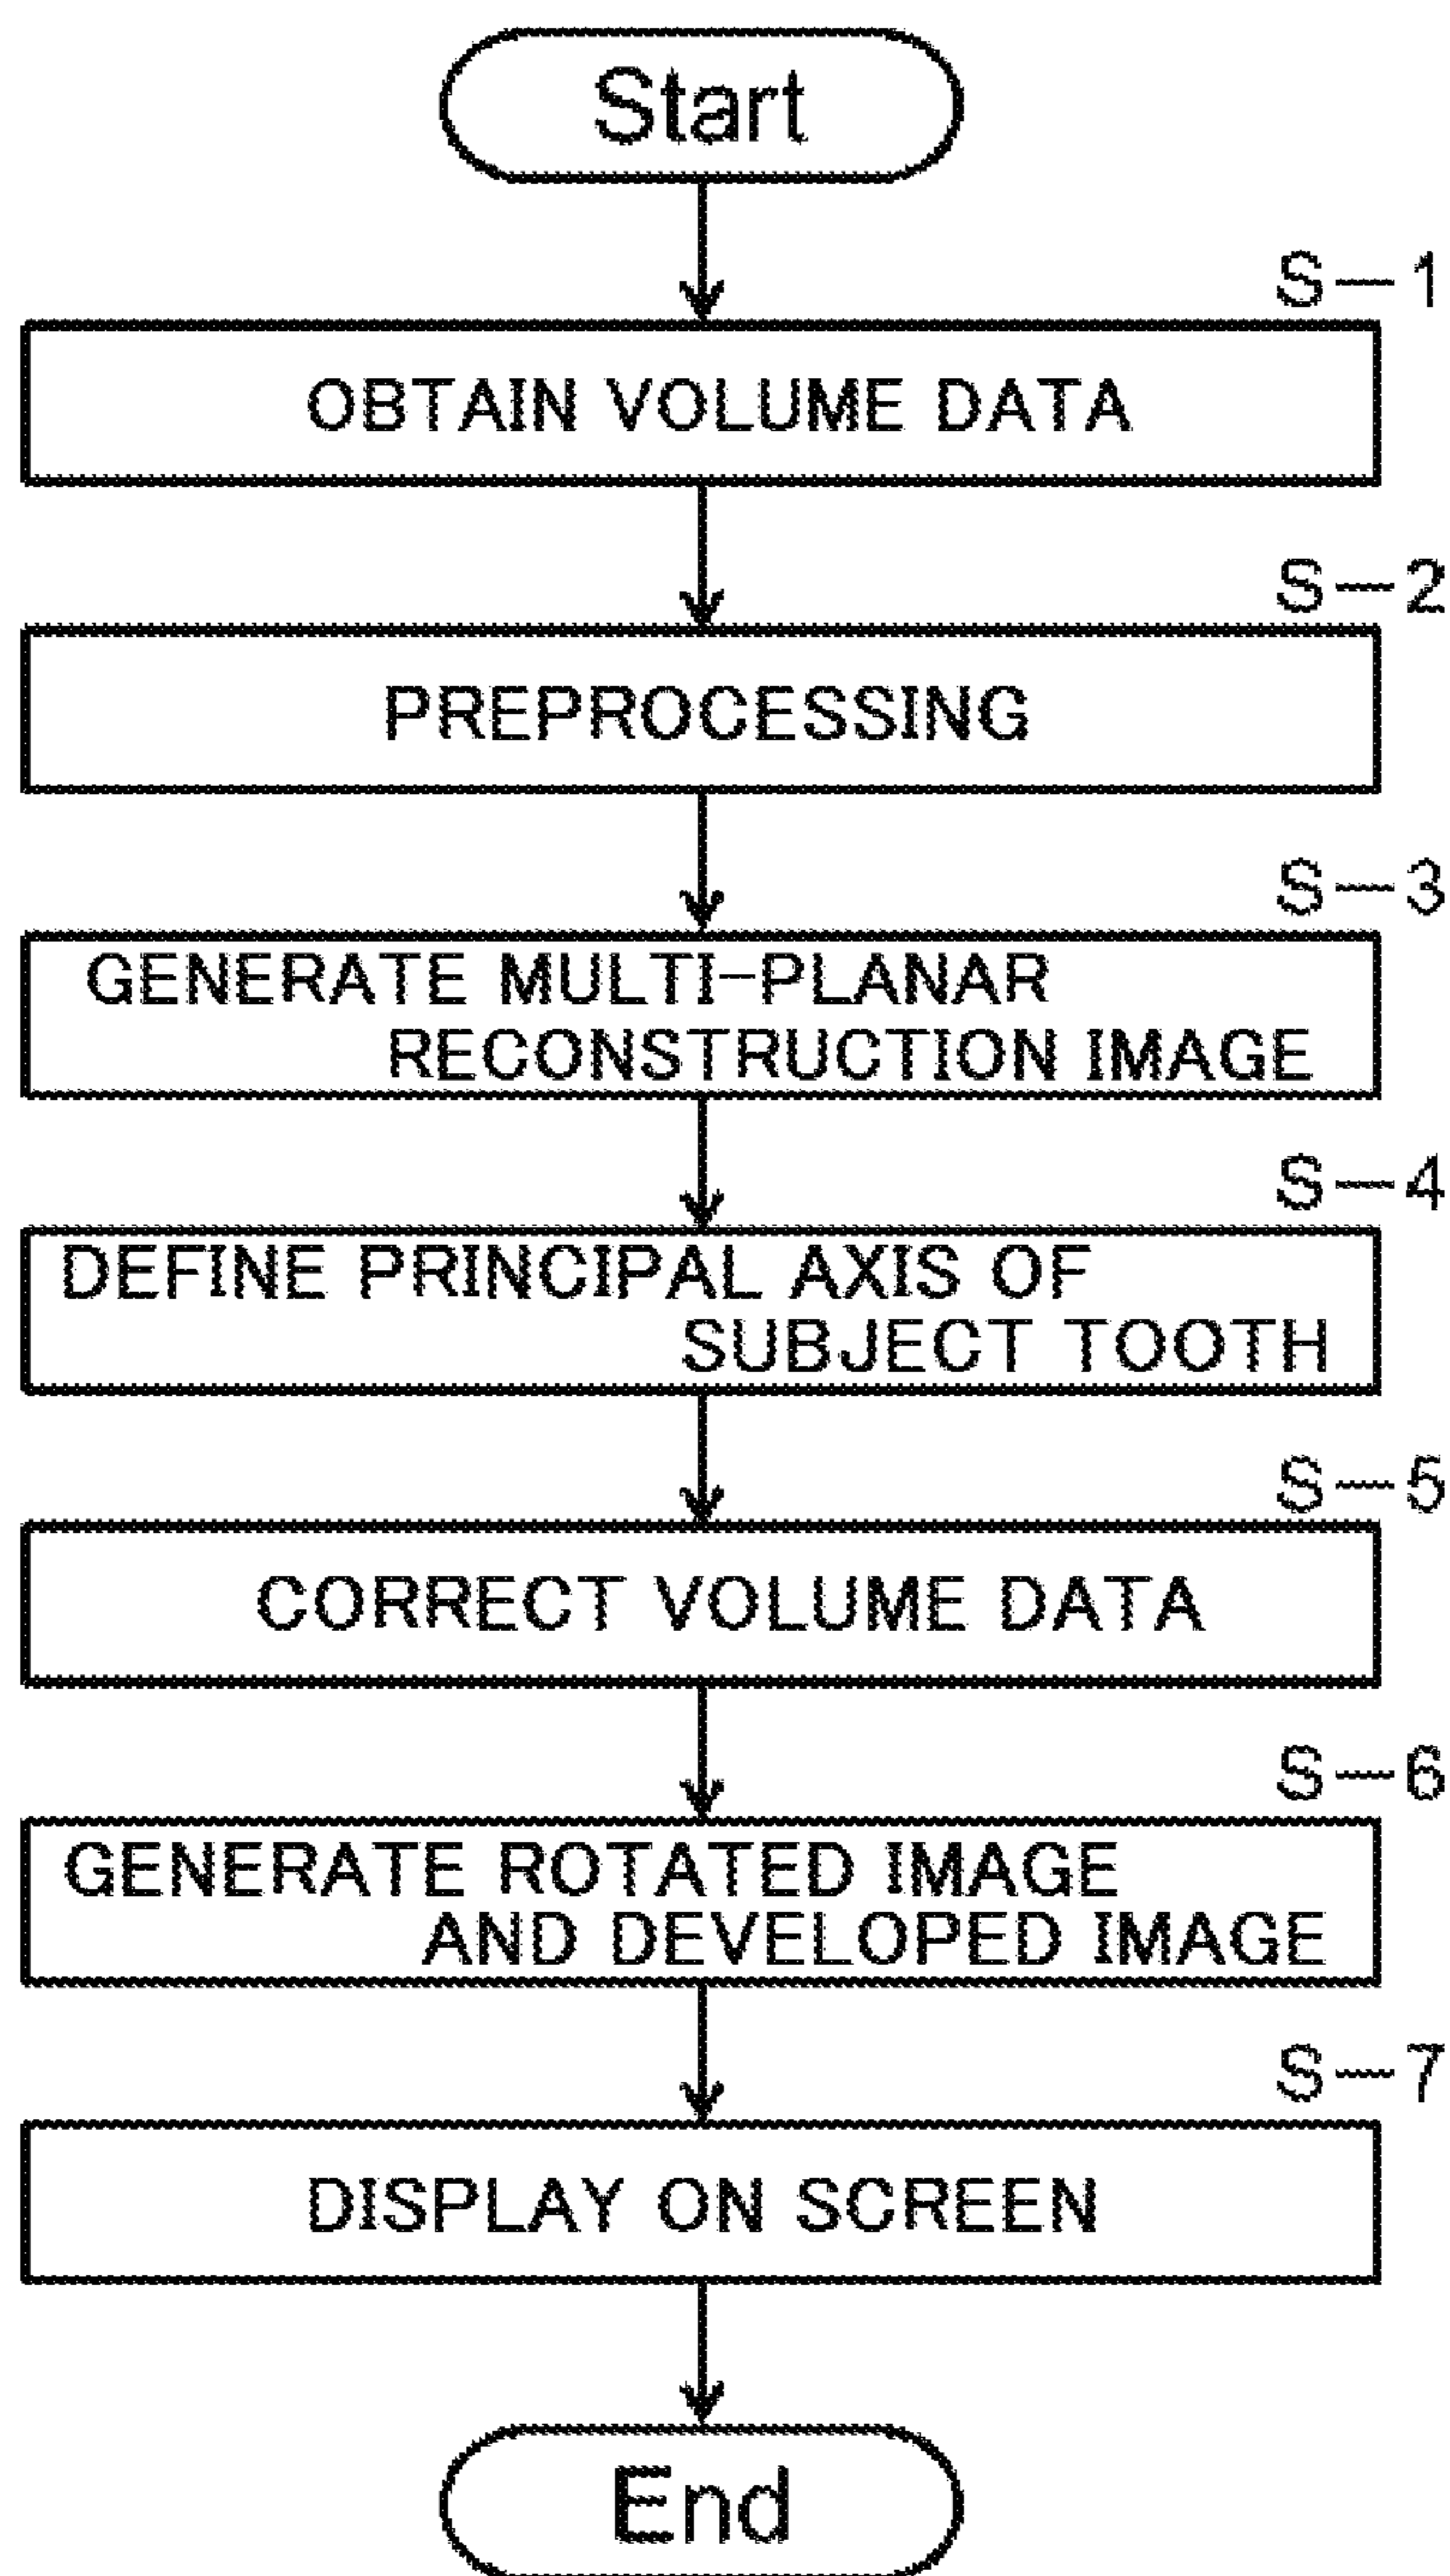 Start
S-1
OBTAIN VOLUME DATA
S-2
PREPROCESSING
S-3
GENERATE MULTI-PLANAR
RECONSTRUCTION IMAGE
S-4
DEFINE PRINCIPAL AXIS OF
SUBJECT TOOTH
S-5
CORRECT VOLUME DATA
S-6
GENERATE ROTATED IMAGE
AND DEVELOPED IMAGE
S-7
DISPLAY ON SCREEN
End